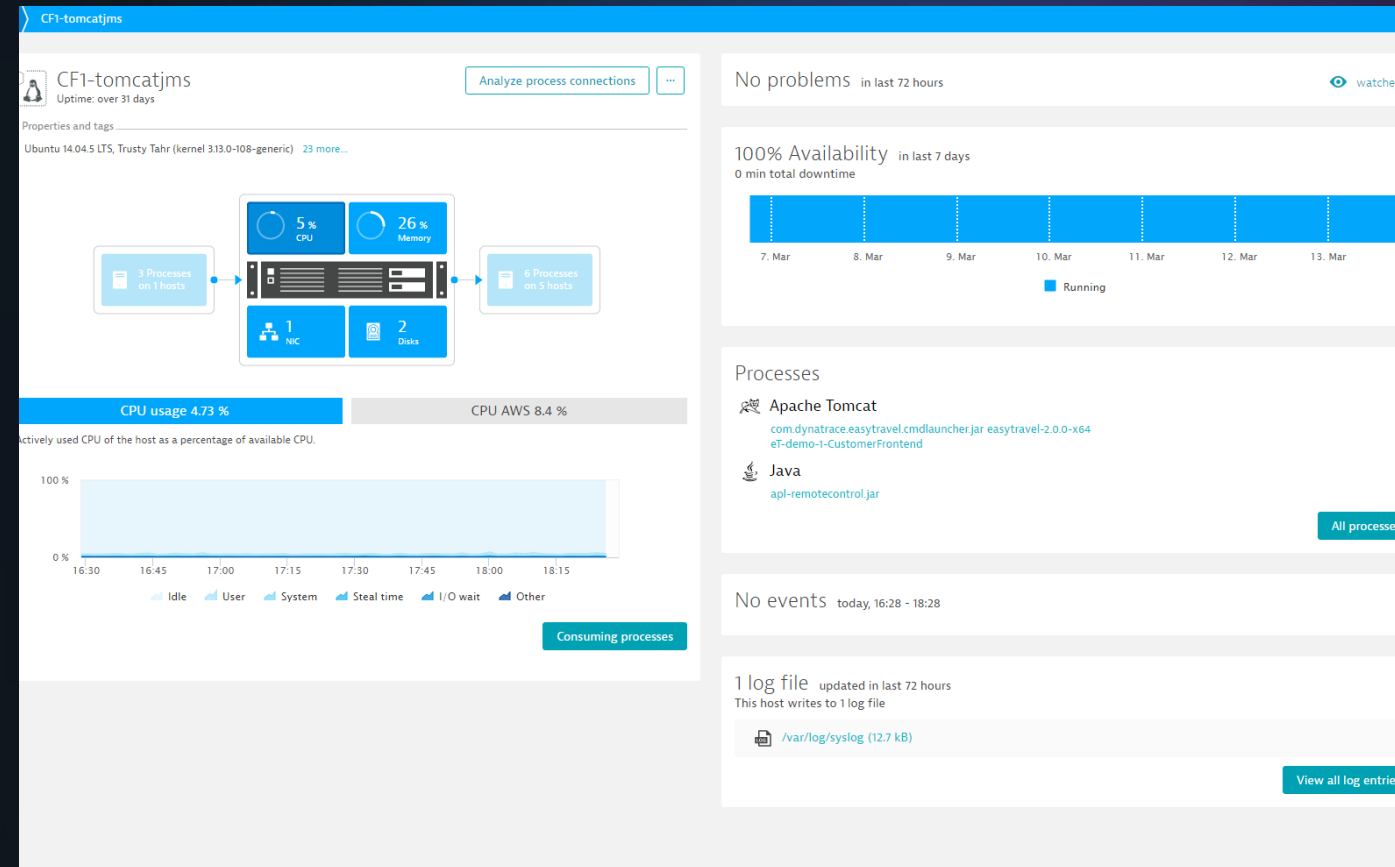 CF1-tomcatjms
CF1-tomcatjms
Uptime: over 31 days
Analyze process connections
...
Properties and tags
Ubuntu 14.04.5 LTS, Trusty Tahr (kernel 3.13.0-108-generic) 23 more...
5 %
CPU
26 %
Memory
3 Processes
on 1 hosts
6 Processes
on 5 hosts
1
NIC
2
Disks
CPU usage 4.73 %
CPU AWS 8.4 %
Actively used CPU of the host as a percentage of available CPU.
100 %
0 %
16:30 16:45 17:00 17:15 17:30 17:45 18:00 18:15
Idle User System Steal time I/O wait Other
Consuming processes
No problems in last 72 hours
watche
100% Availability in last 7 days
0 min total downtime
7. Mar 8. Mar 9. Mar 10. Mar 11. Mar 12. Mar 13. Mar
Running
Processes
Apache Tomcat
com.dynatrace.easytravel.cmdlauncher.jar easytravel-2.0.0-x64
eT-demo-1-CustomerFrontend
Java
apl-remotecontrol.jar
All processe
No events today, 16:28 - 18:28
1 log file updated in last 72 hours
This host writes to 1 log file
LOG
/var/log/syslog (12.7 kB)
View all log entrie